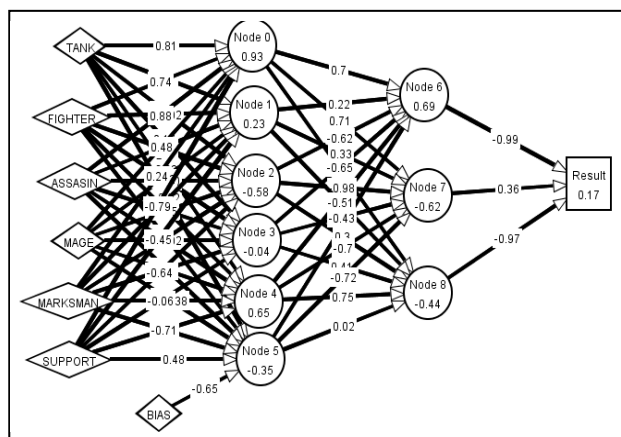 TANK
FIGHTER
ASSASIN
MAGE
MARKSMAN
SUPPORT
BIAS
0.81
0.74
0.88
0.48
0.24
-0.79
-0.45
-0.64
-0.06
-0.71
0.48
-0.65
Node 0
0.93
Node 1
0.23
Node 2
-0.58
Node 3
-0.04
Node 4
0.65
Node 5
-0.35
0.7
0.22
0.71
-0.62
0.33
-0.65
0.98
-0.51
-0.43
-0.7
-0.72
0.75
0.02
Node 6
0.69
Node 7
-0.62
Node 8
-0.44
-0.99
0.36
-0.97
Result
0.17